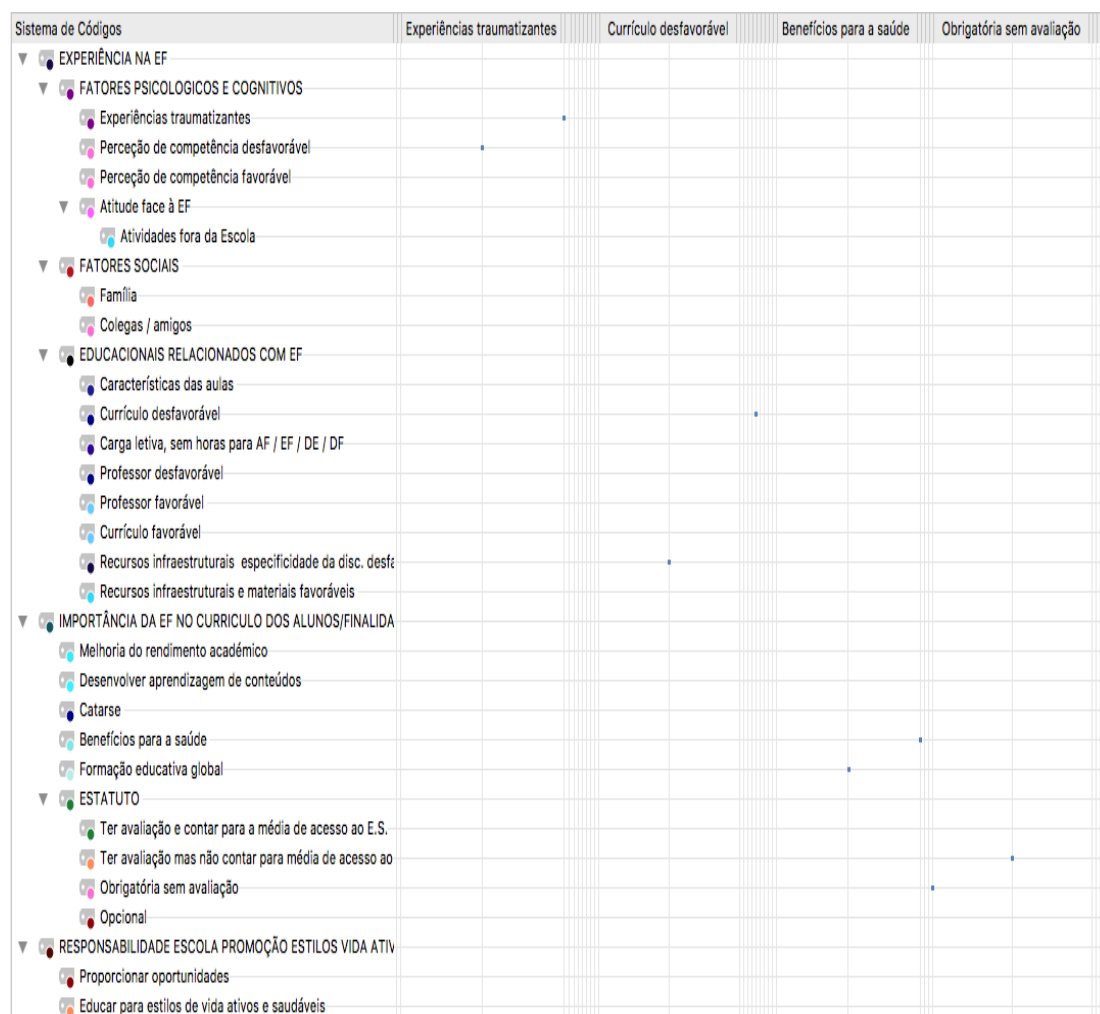 Sistema de Códigos Experiências traumatizantes Currículo desfavorável Benefícios para a saúde Obrigatória sem avaliação
EXPERIÊNCIA NA EF
FATORES PSICOLOGICOS E COGNITIVOS
Experiências traumatizantes
Perceção de competência desfavorável
Perceção de competência favorável
Atitude face à EF
Atividades fora da Escola
FATORES SOCIAIS
Família
Colegas / amigos
EDUCACIONAIS RELACIONADOS COM EF
Características das aulas
Currículo desfavorável
Carga letiva, sem horas para AF / EF / DE / DF
Professor desfavorável
Professor favorável
Currículo favorável
Recursos infraestruturais especificidade da disc. desfa
Recursos infraestruturais e materiais favoráveis
IMPORTÂNCIA DA EF NO CURRICULO DOS ALUNOS/FINALIDA
Melhoria do rendimento académico
Desenvolver aprendizagem de conteúdos
Catarse
Benefícios para a saúde
Formação educativa global
ESTATUTO
Ter avaliação e contar para a média de acesso ao E.S.
Ter avaliação mas não contar para média de acesso ao
Obrigatória sem avaliação
Opcional
RESPONSABILIDADE ESCOLA PROMOÇÃO ESTILOS VIDA ATIV
Proporcionar oportunidades
Educar para estilos de vida ativos e saudáveis